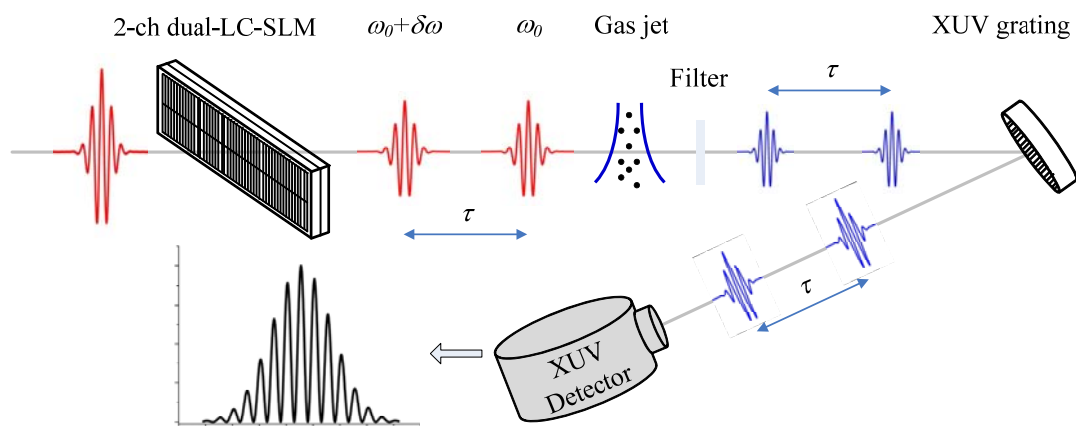 2-ch dual-LC-SLM
ω₀+δω
ω₀
Gas jet
XUV grating
Filter
τ
τ
τ
XUV
Detector